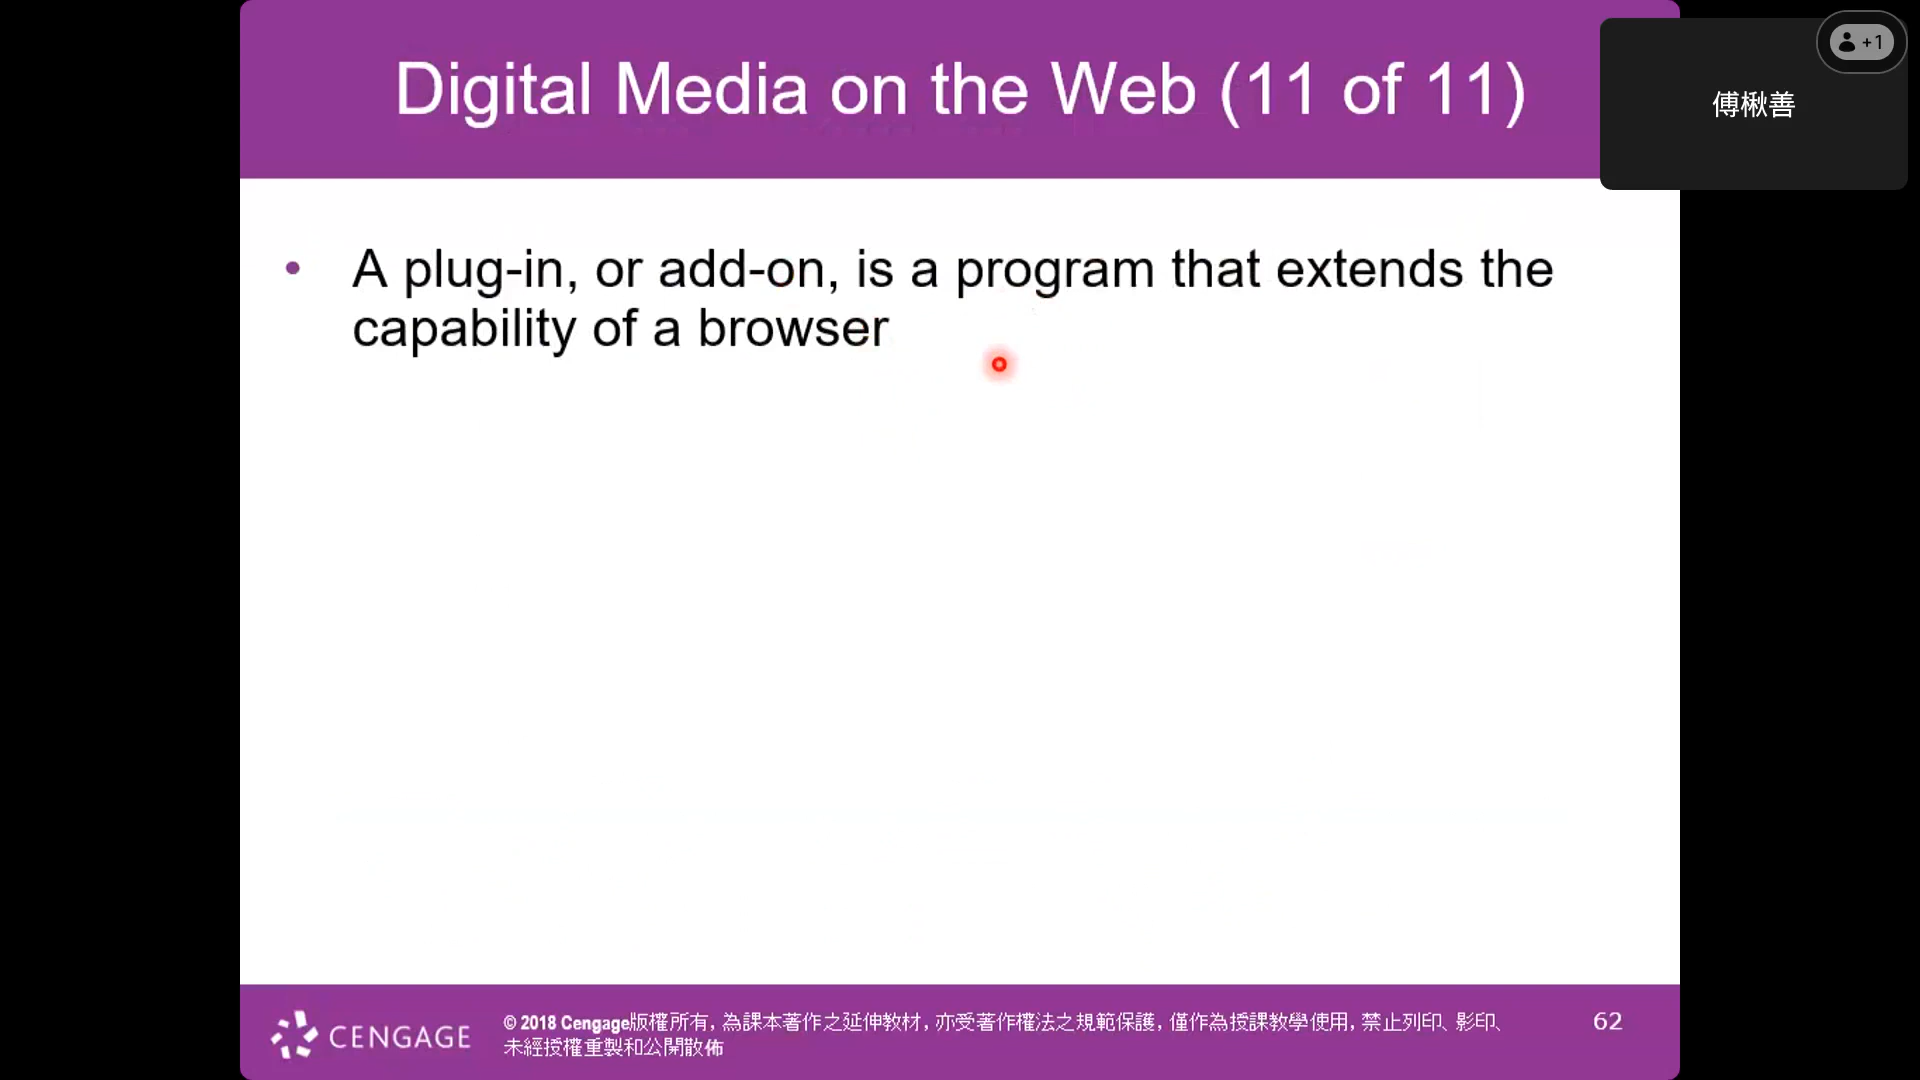 Digital Media on the Web (11 of 11)
+1
傅楸善
• A plug-in, or add-on, is a program that extends the
capability of a browser
CENGAGE
© 2018 Cengage版權所有, 為課本著作之延伸教材, 亦受著作權法之規範保護, 僅作為授課教學使用, 禁止列印、影印、
未經授權重製和公開散佈
62